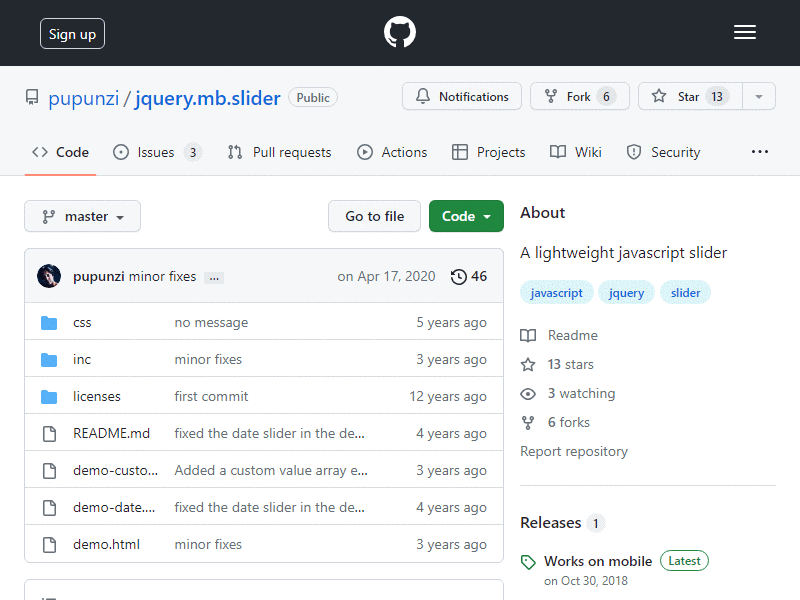 Sign up
pupunzi / jquery.mb.slider Public
Notifications
Fork 6
Star 13
Code
Issues 3
Pull requests
Actions
Projects
Wiki
Security
master
Go to file
Code
pupunzi minor fixes ...
on Apr 17, 2020
46
css no message 5 years ago
inc minor fixes 3 years ago
licenses first commit 12 years ago
README.md fixed the date slider in the de... 4 years ago
demo-custo... Added a custom value array e... 3 years ago
demo-date.... fixed the date slider in the de... 4 years ago
demo.html minor fixes 3 years ago
About
A lightweight javascript slider
javascript jquery slider
Readme
13 stars
3 watching
6 forks
Report repository
Releases 1
Works on mobile Latest
on Oct 30, 2018